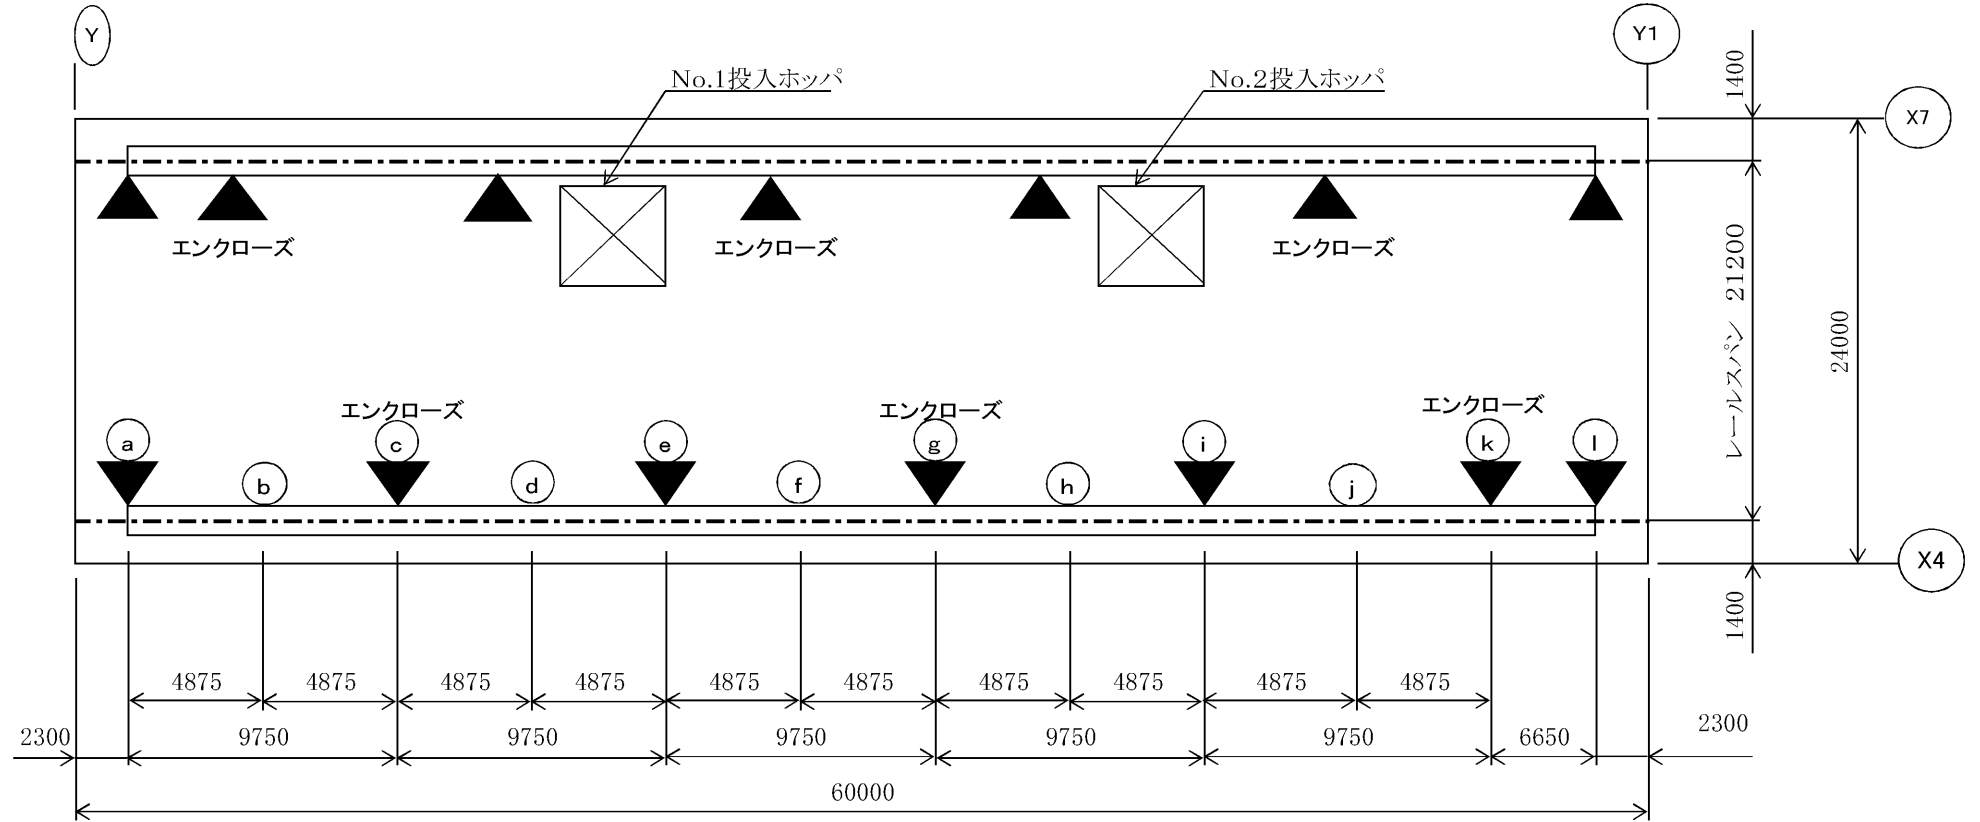 Y
Y1
No.1投入ホッパ
No.2投入ホッパ
1400
X7
エンクローズ
エンクローズ
エンクローズ
レールスパン 21200
24000
エンクローズ
エンクローズ
エンクローズ
a
c
e
g
i
k
l
b
d
f
h
j
X4
1400
4875
4875
4875
4875
4875
4875
4875
4875
4875
4875
2300
9750
9750
9750
9750
9750
6650
2300
60000